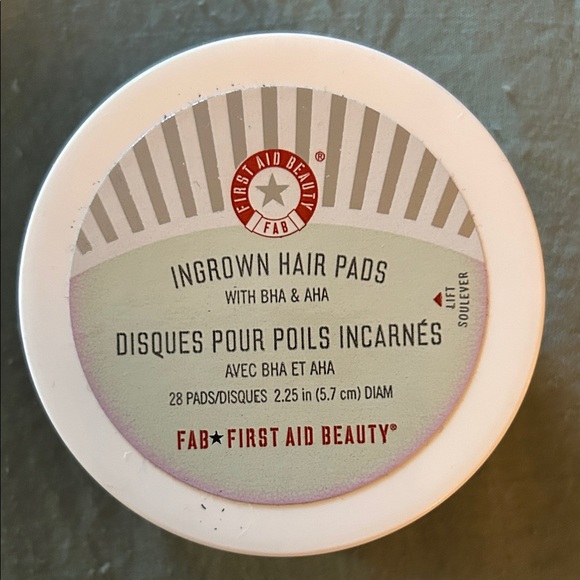 FIRST AID BEAUTY ®
FAB
INGROWN HAIR PADS
WITH BHA & AHA
LIFT
SOULEVER
DISQUES POUR POILS INCARNÉS
AVEC BHA ET AHA
28 PADS/DISQUES 2.25 in (5.7 cm) DIAM
FAB★FIRST AID BEAUTY®